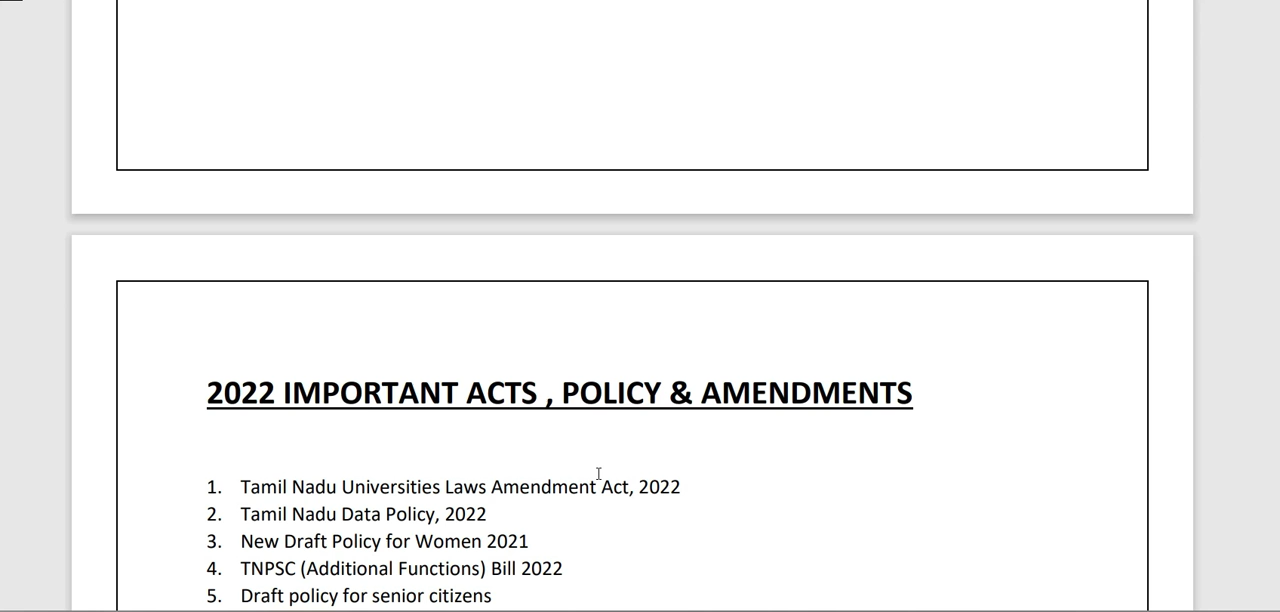 2022 IMPORTANT ACTS , POLICY & AMENDMENTS
1. Tamil Nadu Universities Laws Amendment Act, 2022
2. Tamil Nadu Data Policy, 2022
3. New Draft Policy for Women 2021
4. TNPSC (Additional Functions) Bill 2022
5. Draft policy for senior citizens